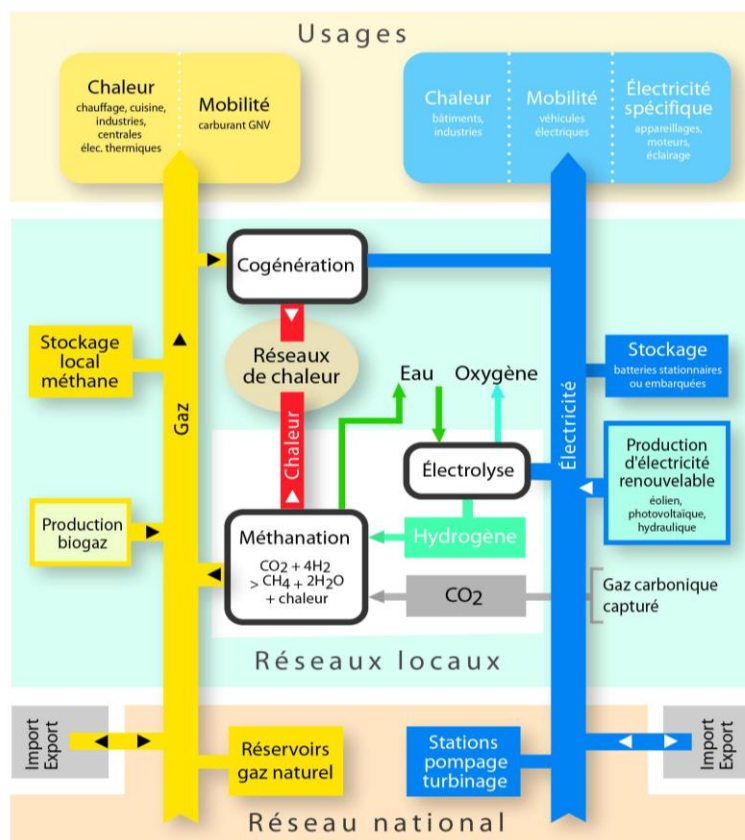 Usages
Chaleur
chauffage, cuisine,
industries,
centrales
élec. thermiques
Mobilité
carburant GNV
Chaleur
bâtiments,
industries
Mobilité
véhicules
électriques
Électricité
spécifique
appareillages,
moteurs,
éclairage
Cogénération
Stockage
local
méthane
Réseaux
de chaleur
Eau
Oxygène
Stockage
batteries stationnaires
ou embarquées
Gaz
Chaleur
Électrolyse
Électricité
Production
d'électricité
renouvelable
éolien,
photovoltaïque,
hydraulique
Production
biogaz
Méthanation
CO2 + 4H2
> CH4 + 2H2O
+ chaleur
Hydrogène
CO2
Gaz carbonique
capturé
Réseaux locaux
Import
Export
Réservoirs
gaz naturel
Stations
pompage
turbinage
Import
Export
Réseau national